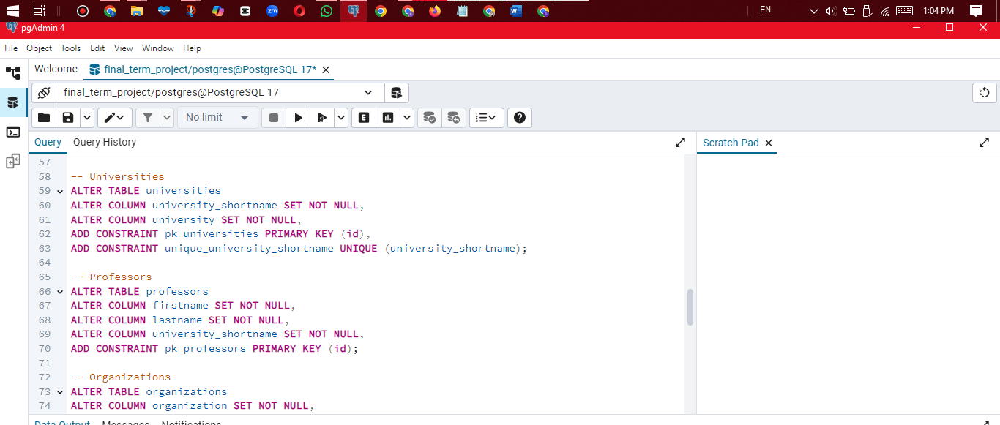 EN
1:04 PM
pgAdmin 4
File Object Tools Edit View Window Help
Welcome final_term_project/postgres@PostgreSQL 17*
final_term_project/postgres@PostgreSQL 17
No limit
Query Query History
Scratch Pad
57
58 -- Universities
59 ALTER TABLE universities
60 ALTER COLUMN university_shortname SET NOT NULL,
61 ALTER COLUMN university SET NOT NULL,
62 ADD CONSTRAINT pk_universities PRIMARY KEY (id),
63 ADD CONSTRAINT unique_university_shortname UNIQUE (university_shortname);
64
65 -- Professors
66 ALTER TABLE professors
67 ALTER COLUMN firstname SET NOT NULL,
68 ALTER COLUMN lastname SET NOT NULL,
69 ALTER COLUMN university_shortname SET NOT NULL,
70 ADD CONSTRAINT pk_professors PRIMARY KEY (id);
71
72 -- Organizations
73 ALTER TABLE organizations
74 ALTER COLUMN organization SET NOT NULL,
Data Output Messages Notifications